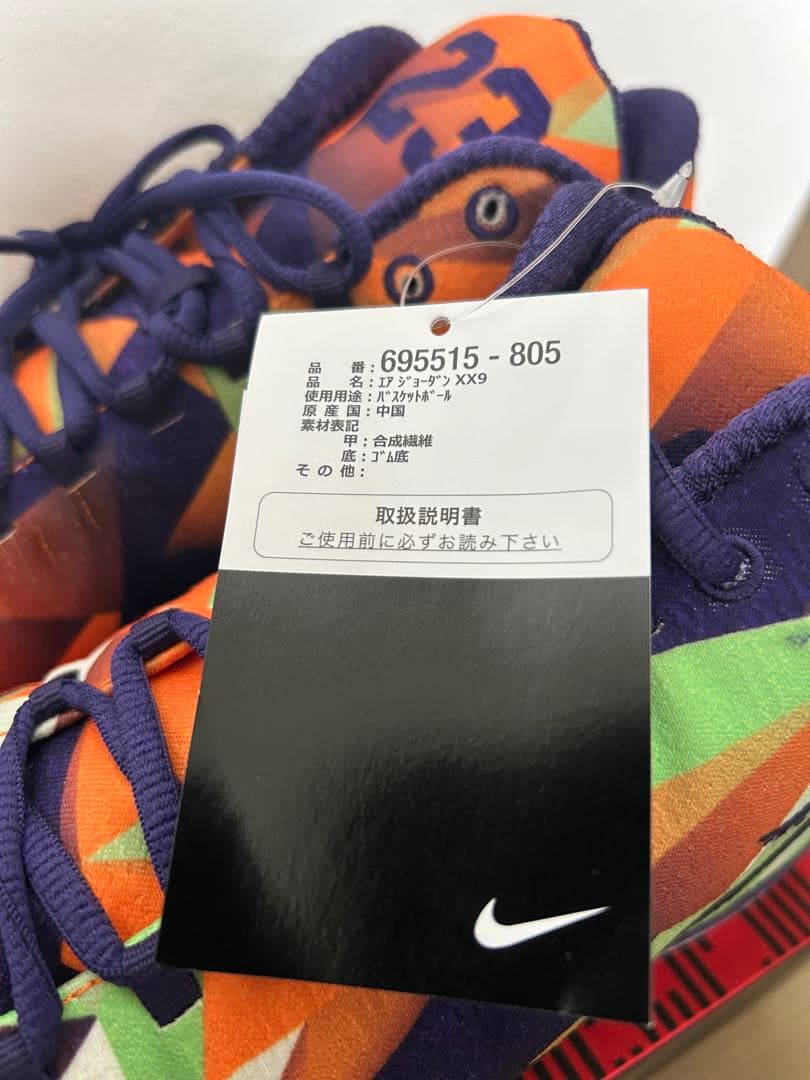 23
品番：695515-805
品名：ｴｱ ｼﾞｮｰﾀﾞﾝ XX9
使用用途：ﾊﾞｽｹｯﾄﾎﾞｰﾙ
原産国：中国
素材表記
甲：合成繊維
底：ｺﾞﾑ底
その他：
取扱説明書
ご使用前に必ずお読み下さい